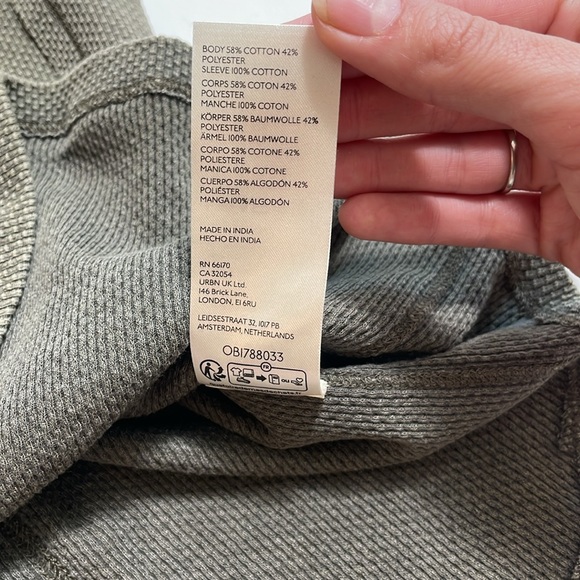 BODY 58% COTTON 42%
POLYESTER
SLEEVE 100% COTTON
CORPS 58% COTON 42%
POLYESTER
MANCHE 100% COTON
KÖRPER 58% BAUMWOLLE 42%
POLYESTER
ÄRMEL 100% BAUMWOLLE
CORPO 58% COTONE 42%
POLIESTERE
MANICA 100% COTONE
CUERPO 58% ALGODÓN 42%
POLIÉSTER
MANGA 100% ALGODÓN
MADE IN INDIA
HECHO EN INDIA
RN 66170
CA 32054
URBN UK Ltd.
146 Brick Lane,
LONDON, E1 6RU
LEIDSESTRAAT 32, 1017 PB
AMSTERDAM, NETHERLANDS
OB1788033
FR
OU